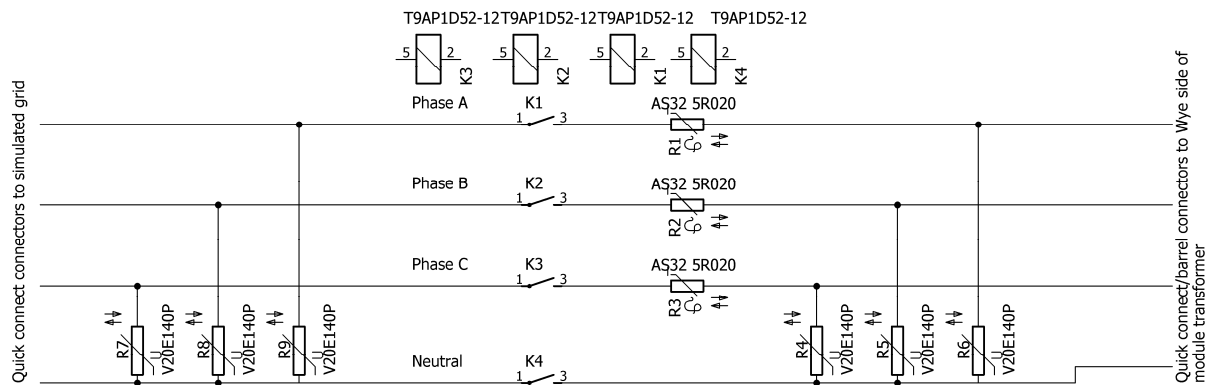 T9AP1D52-12T9AP1D52-12T9AP1D52-12 T9AP1D52-12
5 2 5 2 5 2 5 2
K3 K2 K1 K4
Quick connect connectors to simulated grid
Phase A K1 AS32 5R020
1 3
R1
Phase B K2 AS32 5R020
1 3
R2
Phase C K3 AS32 5R020
1 3
R3
R7 U V20E140P
R8 U V20E140P
R9 U V20E140P
R4 U V20E140P
R5 U V20E140P
R6 U V20E140P
Neutral K4
1 3
Quick connect/barrel connectors to Wye side of
module transformer